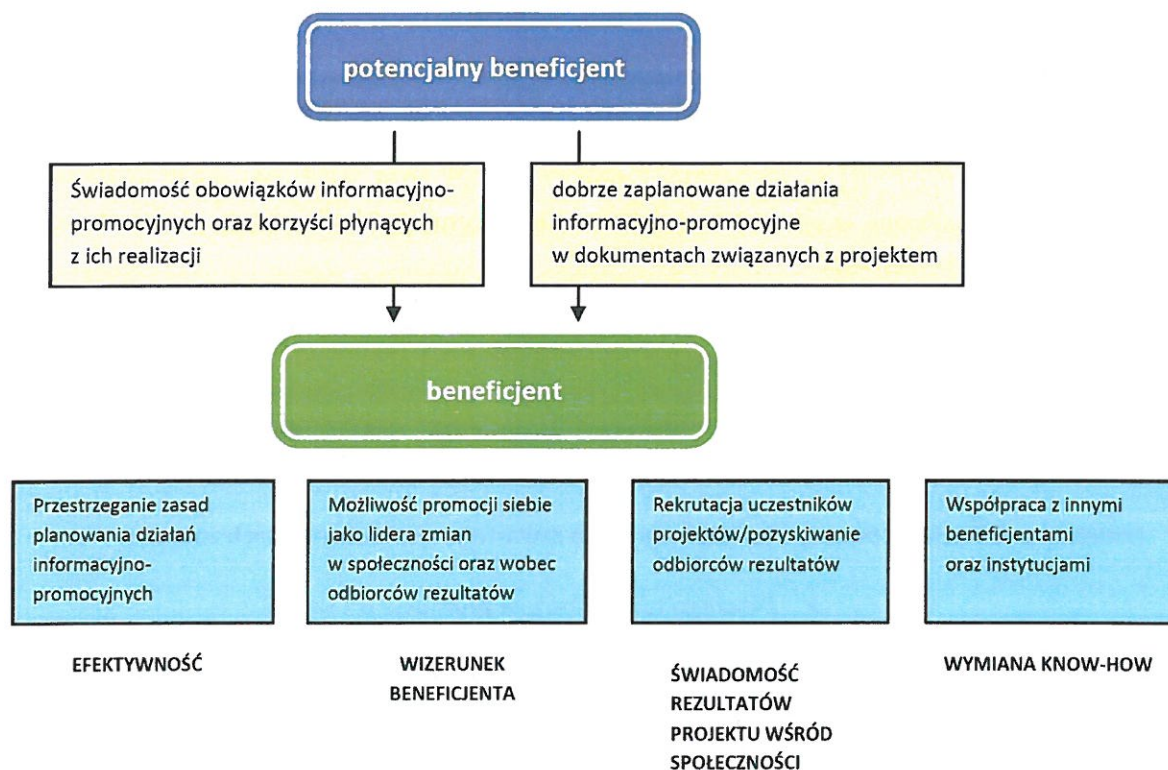 potencjalny beneficjent
Świadomość obowiązków informacyjno-
promocyjnych oraz korzyści płynących
z ich realizacji
dobrze zaplanowane działania
informacyjno-promocyjne
w dokumentach związanych z projektem
beneficjent
Przestrzeganie zasad
planowania działań
informacyjno-
promocyjnych
Możliwość promocji siebie
jako lidera zmian
w społeczności oraz wobec
odbiorców rezultatów
Rekrutacja uczestników
projektów/pozyskiwanie
odbiorców rezultatów
Współpraca z innymi
beneficjentami
oraz instytucjami
EFEKTYWNOŚĆ
WIZERUNEK
BENEFICJENTA
ŚWIADOMOŚĆ
REZULTATÓW
PROJEKTU WŚRÓD
SPOŁECZNOŚCI
WYMIANA KNOW-HOW